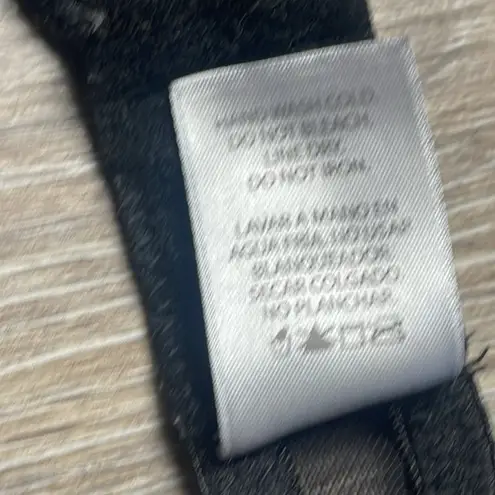 HAND WASH COLD
DO NOT BLEACH
LINE DRY
DO NOT IRON
LAVAR A MANO EN
AGUA FRIA, NO USAR
BLANQUEADOR
SECAR COLGADO
NO PLANCHAR